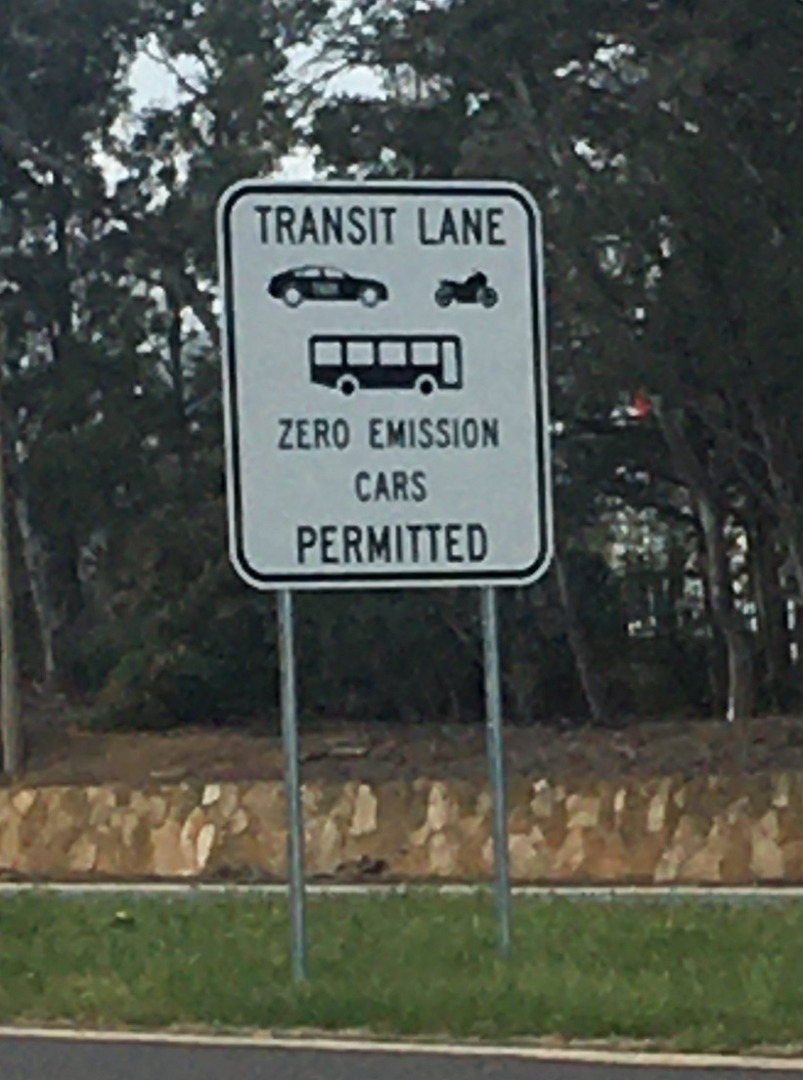 TRANSIT LANE
ZERO EMISSION
CARS
PERMITTED